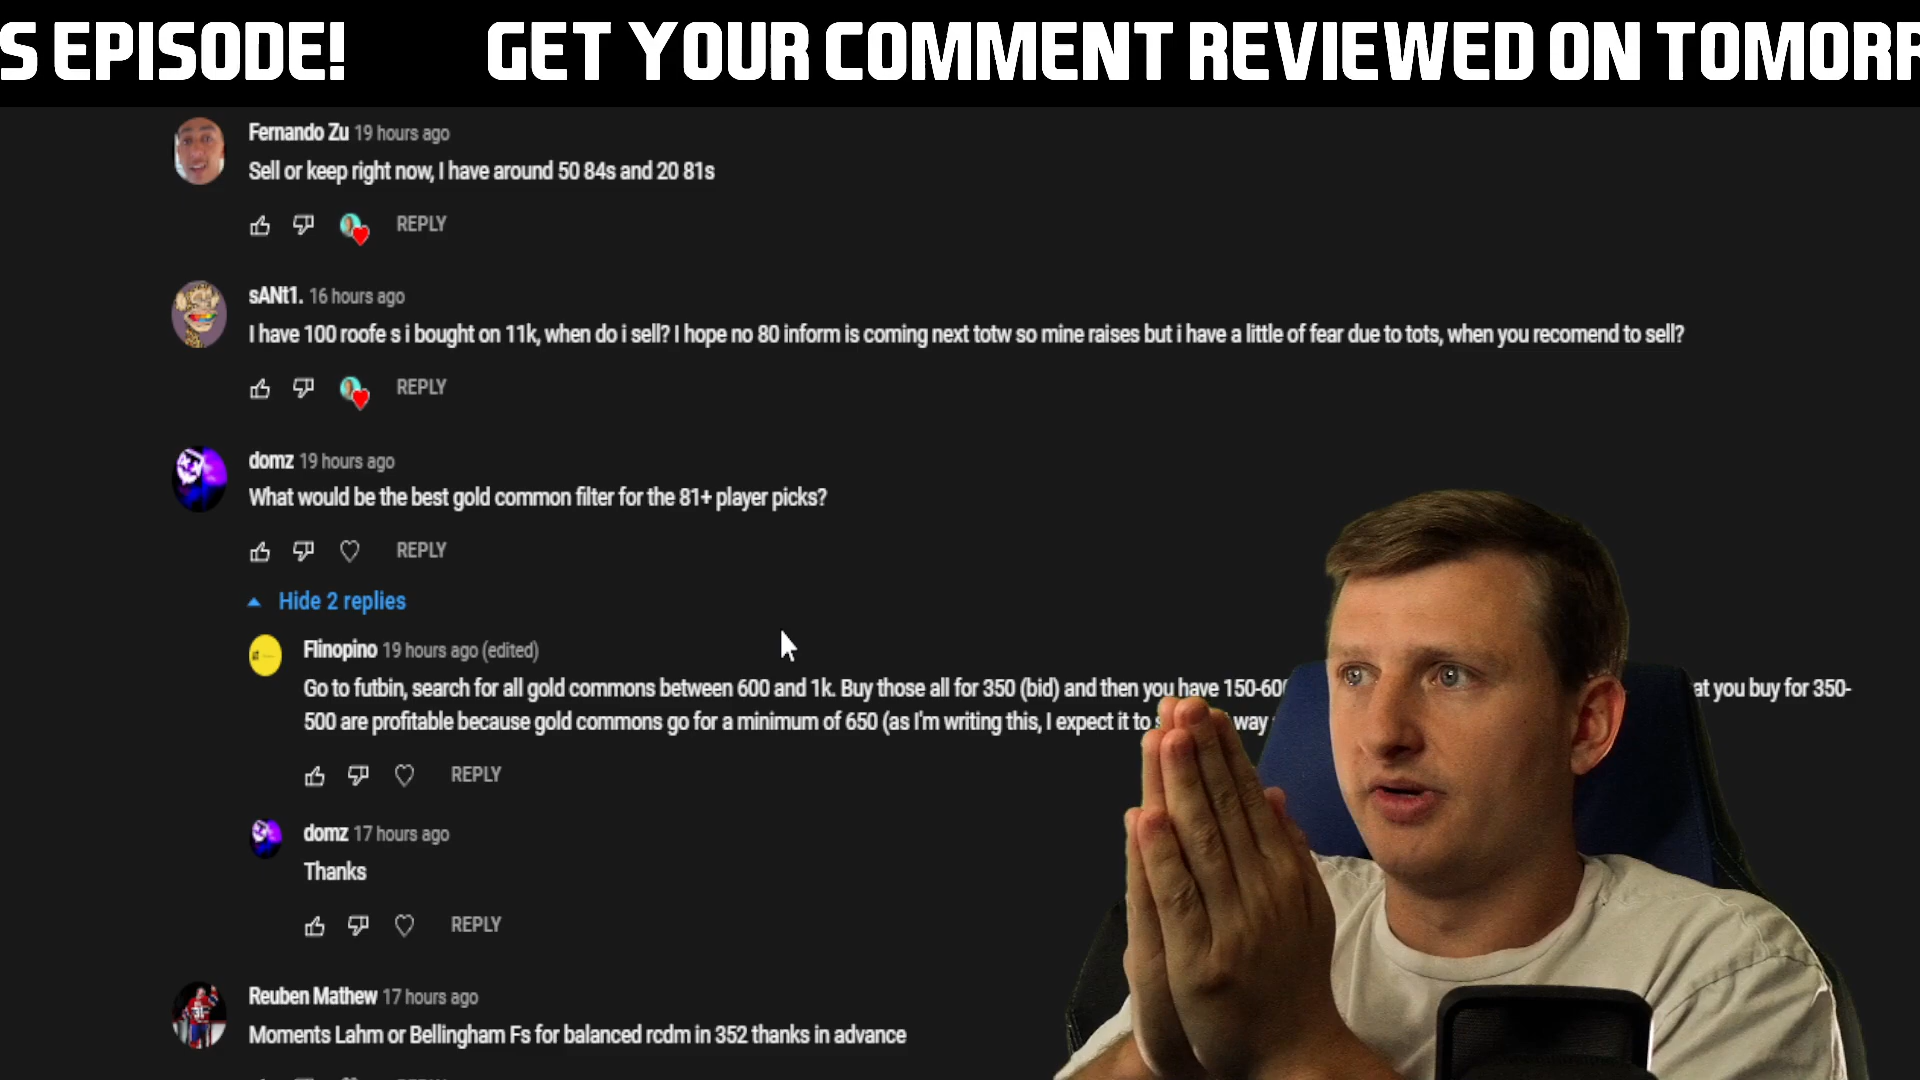 S EPISODE! GET YOUR COMMENT REVIEWED ON TOMORR
Fernando Zu 19 hours ago
Sell or keep right now, I have around 50 84s and 20 81s
REPLY
sANt1. 16 hours ago
I have 100 roofe s i bought on 11k, when do i sell? I hope no 80 inform is coming next totw so mine raises but i have a little of fear due to tots, when you recomend to sell?
REPLY
domz 19 hours ago
What would be the best gold common filter for the 81+ player picks?
REPLY
Hide 2 replies
Flinopino 19 hours ago (edited)
Go to futbin, search for all gold commons between 600 and 1k. Buy those all for 350 (bid) and then you have 150-600 at you buy for 350-
500 are profitable because gold commons go for a minimum of 650 (as I'm writing this, I expect it to way
REPLY
domz 17 hours ago
Thanks
REPLY
Reuben Mathew 17 hours ago
Moments Lahm or Bellingham Fs for balanced rcdm in 352 thanks in advance